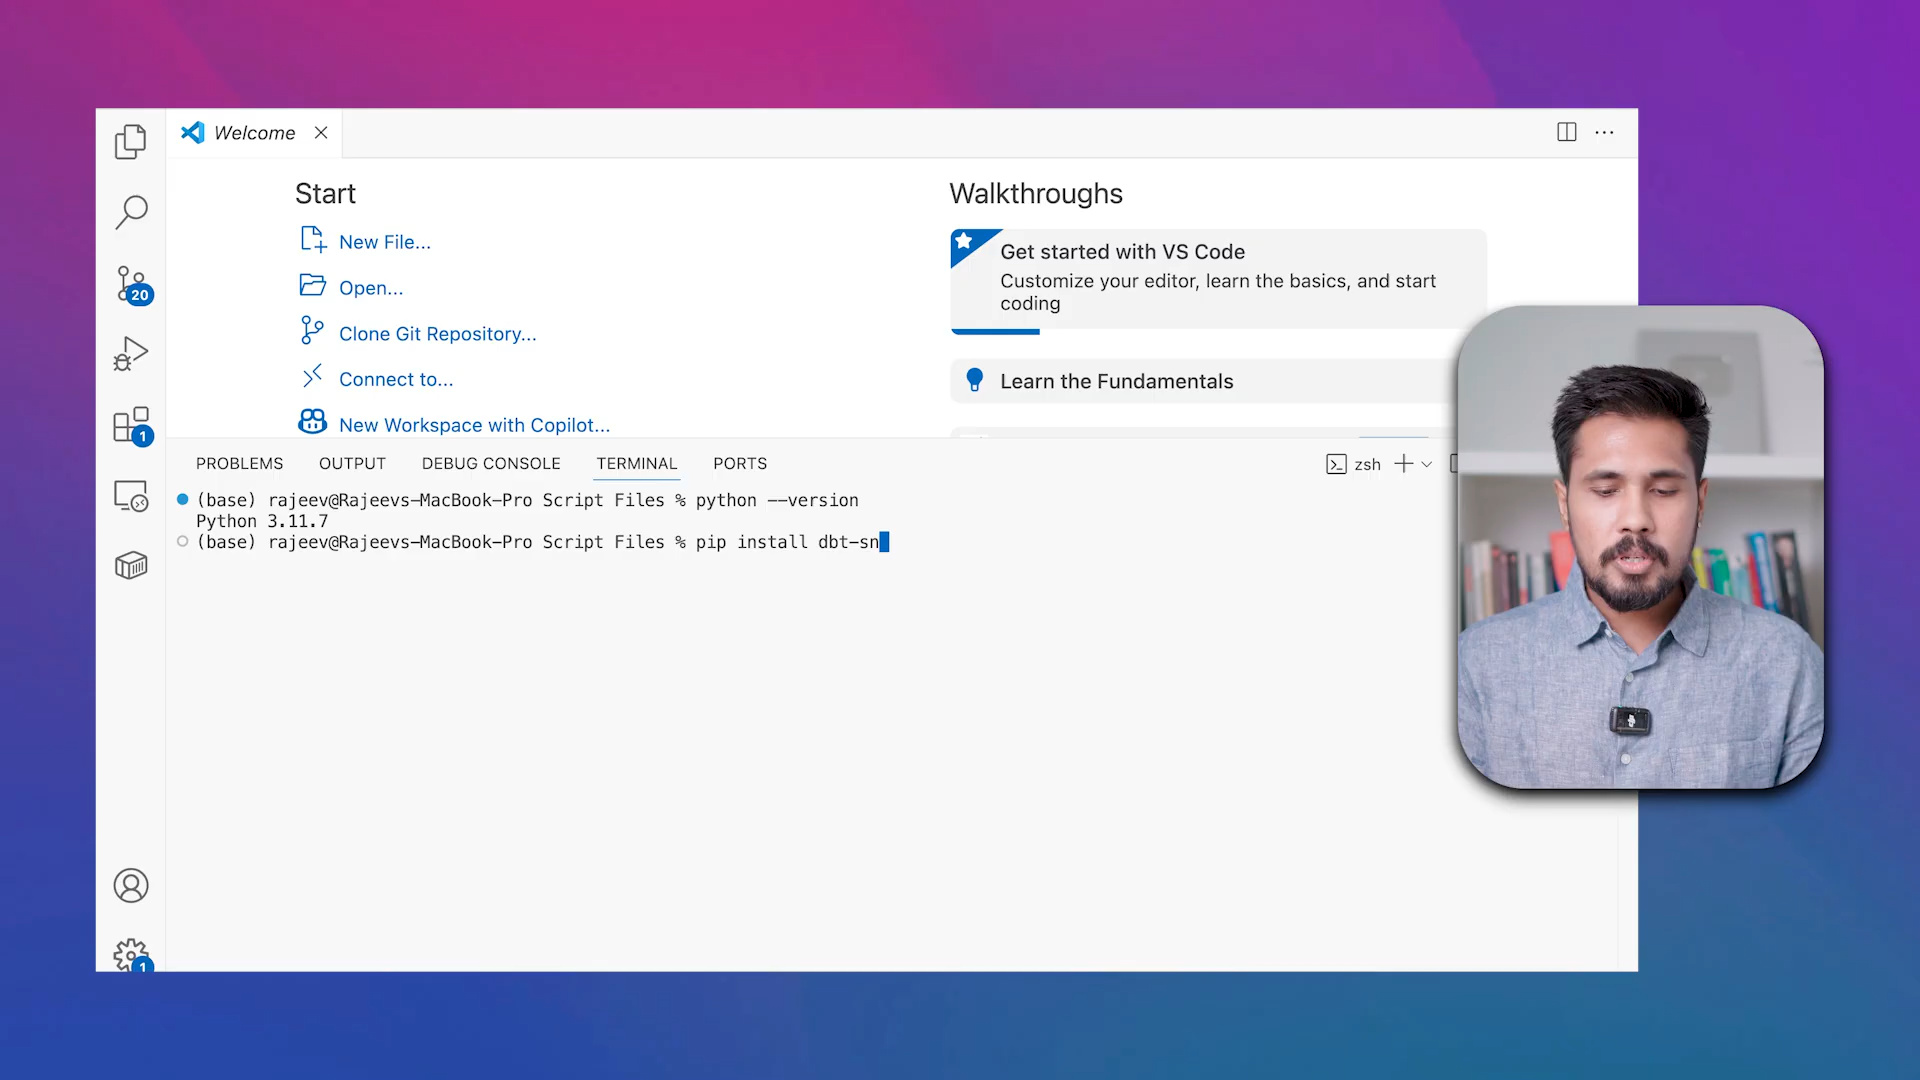 Welcome
Start
New File...
Open...
Clone Git Repository...
Connect to...
New Workspace with Copilot...
Walkthroughs
Get started with VS Code
Customize your editor, learn the basics, and start
coding
Learn the Fundamentals
20
1
1
PROBLEMS OUTPUT DEBUG CONSOLE TERMINAL PORTS
zsh
(base) rajeev@Rajeevs-MacBook-Pro Script Files % python --version
Python 3.11.7
(base) rajeev@Rajeevs-MacBook-Pro Script Files % pip install dbt-sn